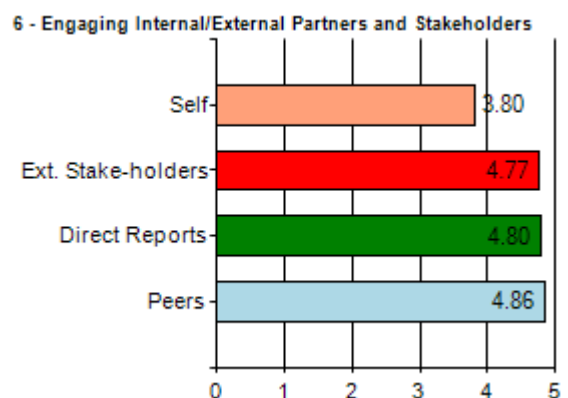 6 - Engaging Internal/External Partners and Stakeholders
Self 3.80
Ext. Stake-holders 4.77
Direct Reports 4.80
Peers 4.86
0 1 2 3 4 5